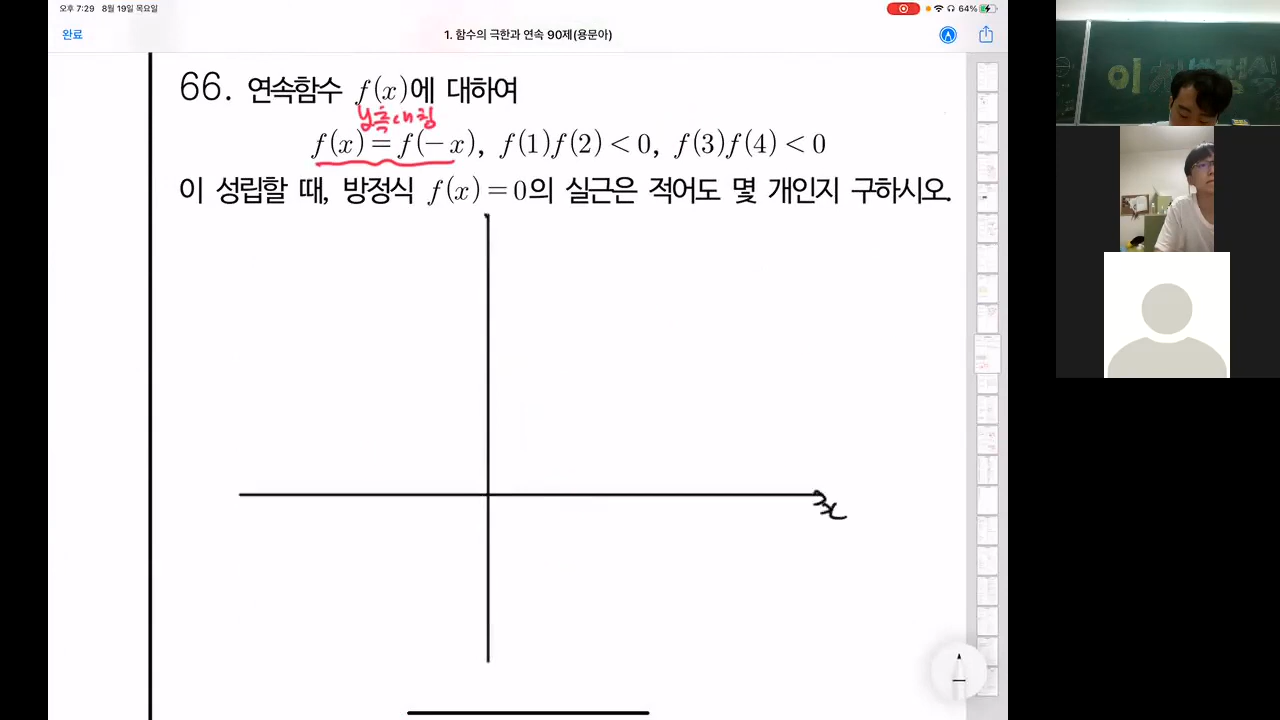 오후 7:29 8월 19일 목요일
64%
완료
1. 함수의 극한과 연속 90제(용문아)
66. 연속함수 f(x)에 대하여
y축대칭
f(x)=f(-x), f(1)f(2)<0, f(3)f(4)<0
이 성립할 때, 방정식 f(x)=0의 실근은 적어도 몇 개인지 구하시오.
x